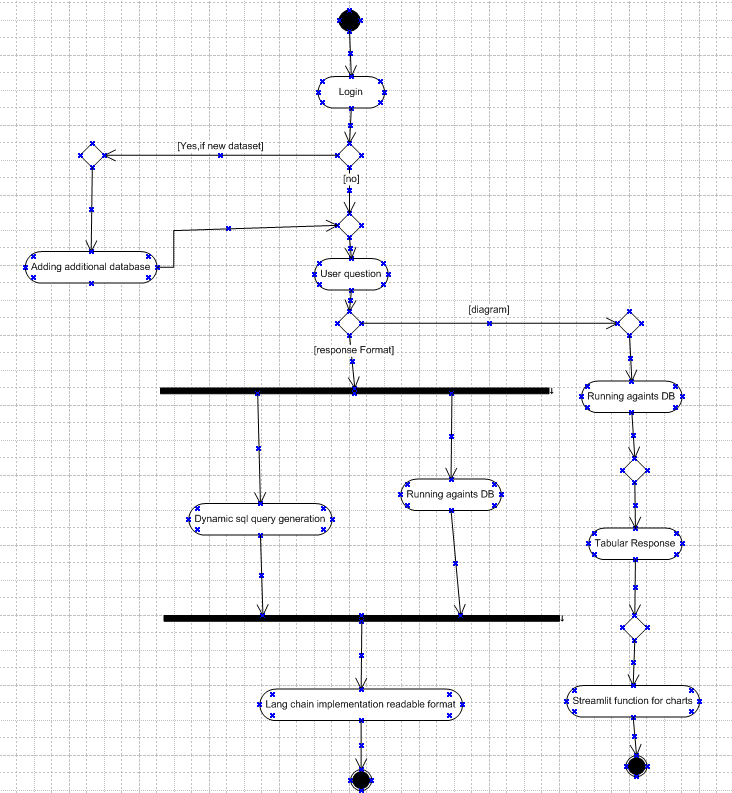 Login
[Yes,if new dataset]
[no]
Adding additional database
User question
[diagram]
[response Format]
Running againts DB
Running againts DB
Dynamic sql query generation
Tabular Response
Lang chain implementation readable format
Streamlit function for charts